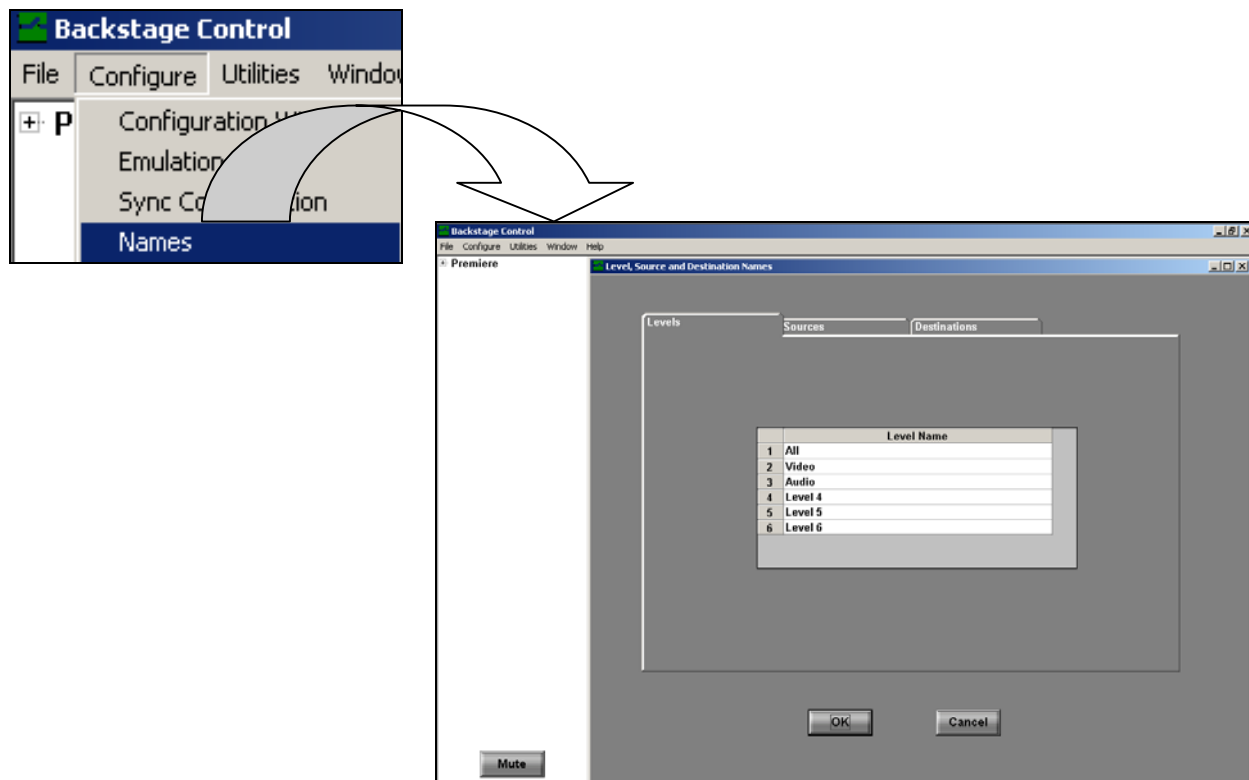 Backstage Control
File Configure Utilities
P
Names
Backstage Control
File Configure Utilities Window Help
Premiere
Level, Source and Destination Names
Levels Sources Destinations
Level Name
1 All
2 Video
3 Audio
4 Level 4
5 Level 5
6 Level 6
OK Cancel
Mute